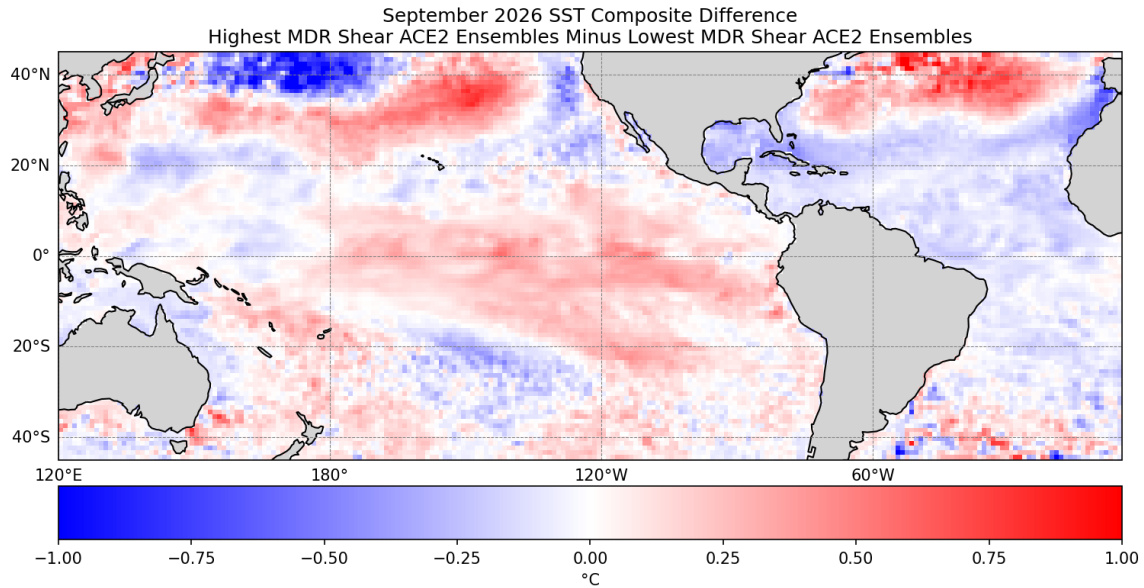 September 2026 SST Composite Difference
Highest MDR Shear ACE2 Ensembles Minus Lowest MDR Shear ACE2 Ensembles
40°N
20°N
0°
20°S
40°S
120°E 180° 120°W 60°W
−1.00 −0.75 −0.50 −0.25 0.00 0.25 0.50 0.75 1.00
°C